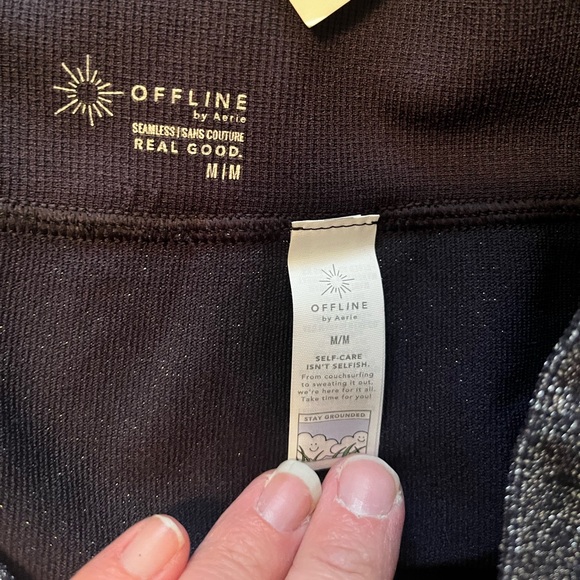 OFFLINE
by Aerie
SEAMLESS | SANS COUTURE
REAL GOOD.
M | M
OFFLINE
by Aerie
M/M
SELF-CARE
ISN'T SELFISH.
From couchsurfing
to sweating it out,
we're here for it all.
Take time for you!
STAY GROUNDED